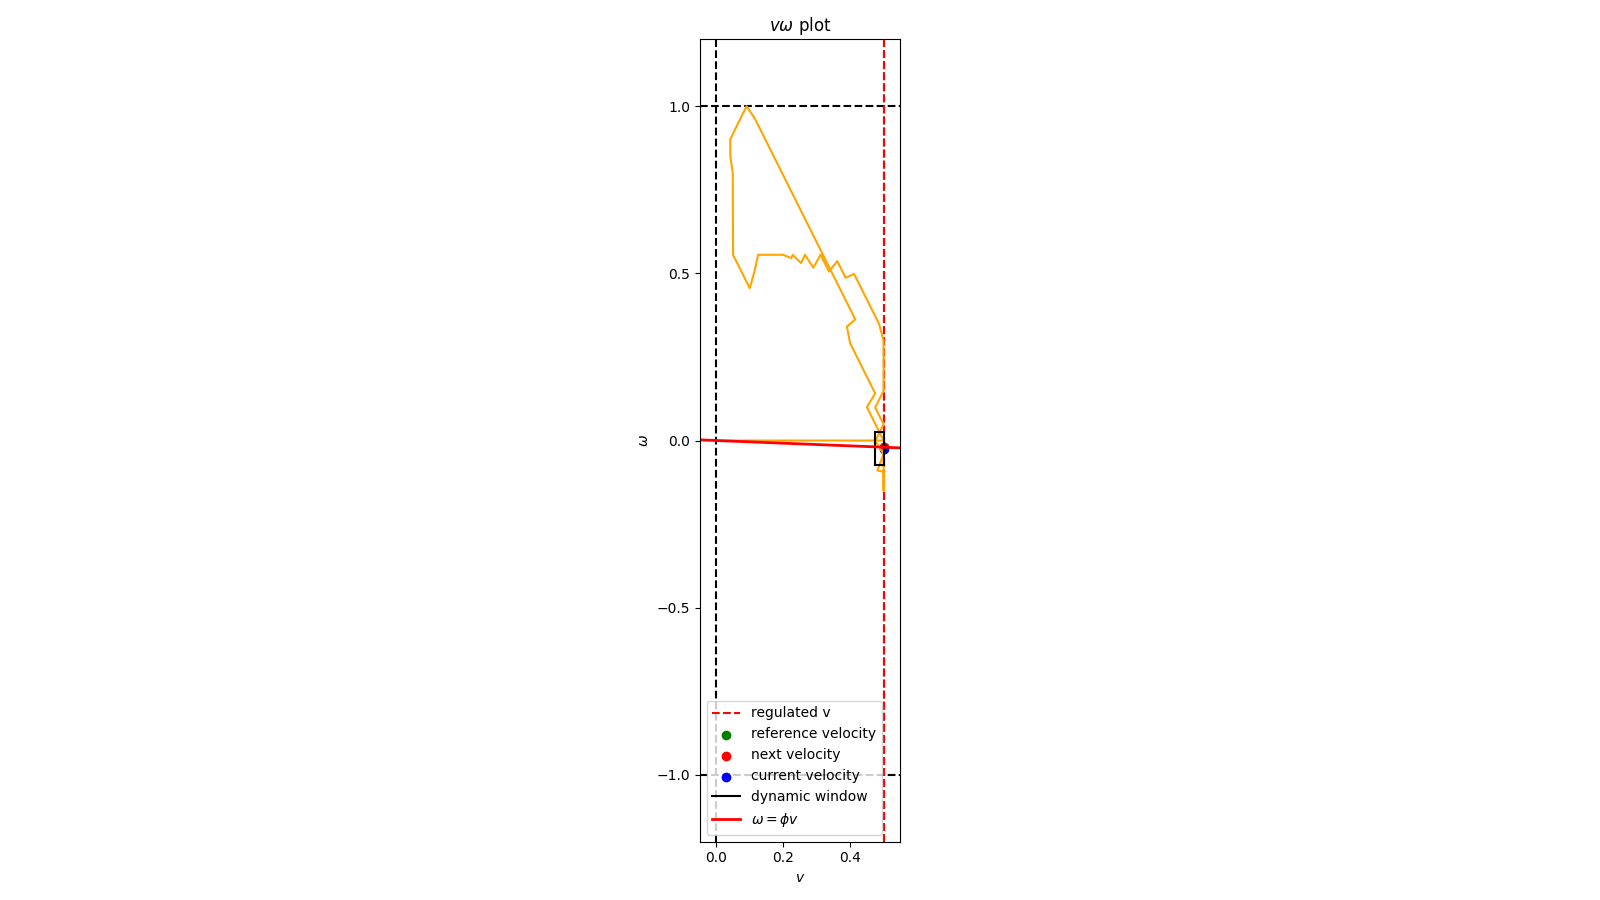 vω plot
1.0
0.5
ω
0.0
−0.5
−1.0
regulated v
reference velocity
next velocity
current velocity
dynamic window
ω = ϕv
0.0 0.2 0.4
v